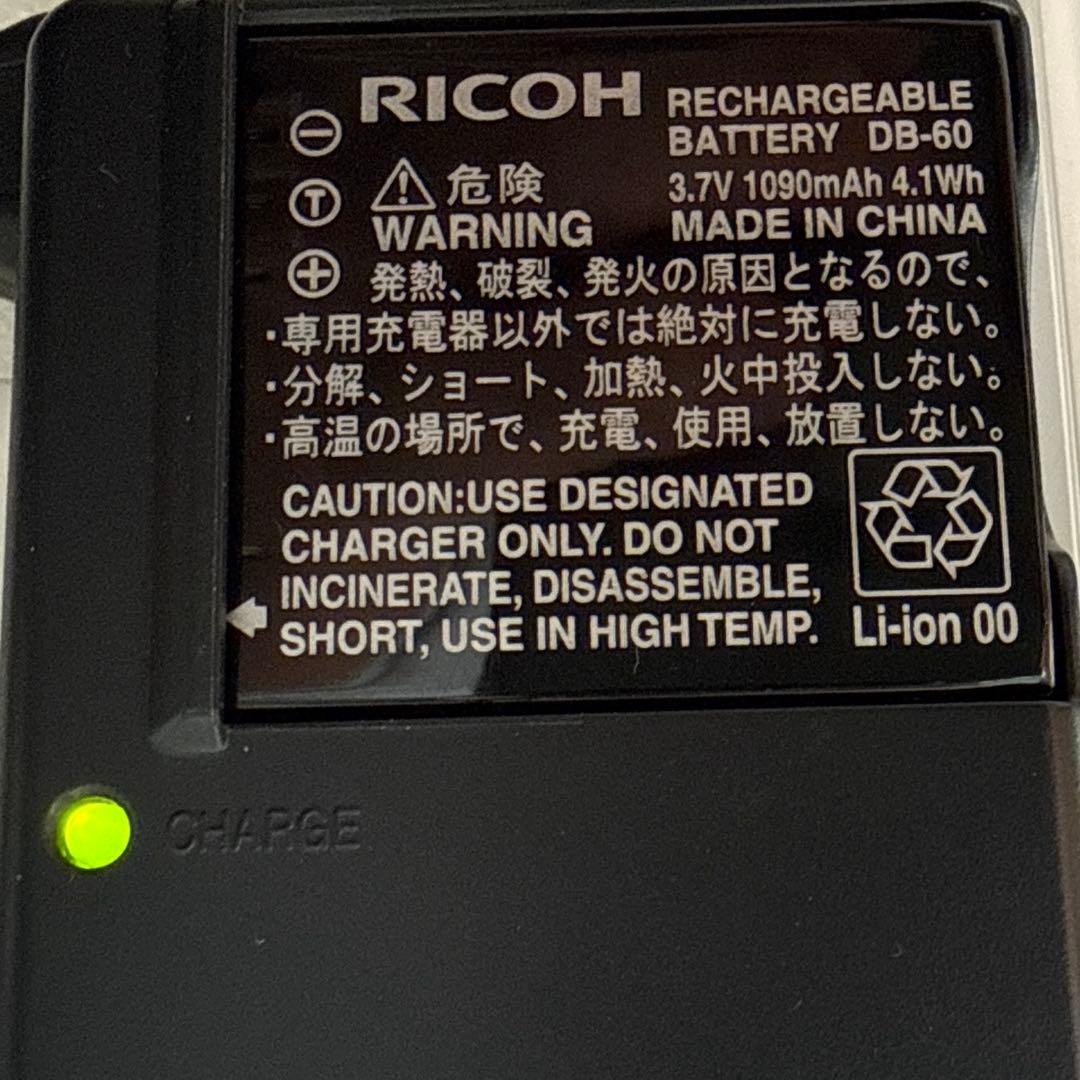 RICOH
RECHARGEABLE
BATTERY DB-60
3.7V 1090mAh 4.1Wh
MADE IN CHINA
危険
WARNING
T
発熱、破裂、発火の原因となるので、
・専用充電器以外では絶対に充電しない。
・分解、ショート、加熱、火中投入しない。
・高温の場所で、充電、使用、放置しない。
CAUTION:USE DESIGNATED
CHARGER ONLY. DO NOT
INCINERATE, DISASSEMBLE,
SHORT, USE IN HIGH TEMP.
Li-ion 00
CHARGE